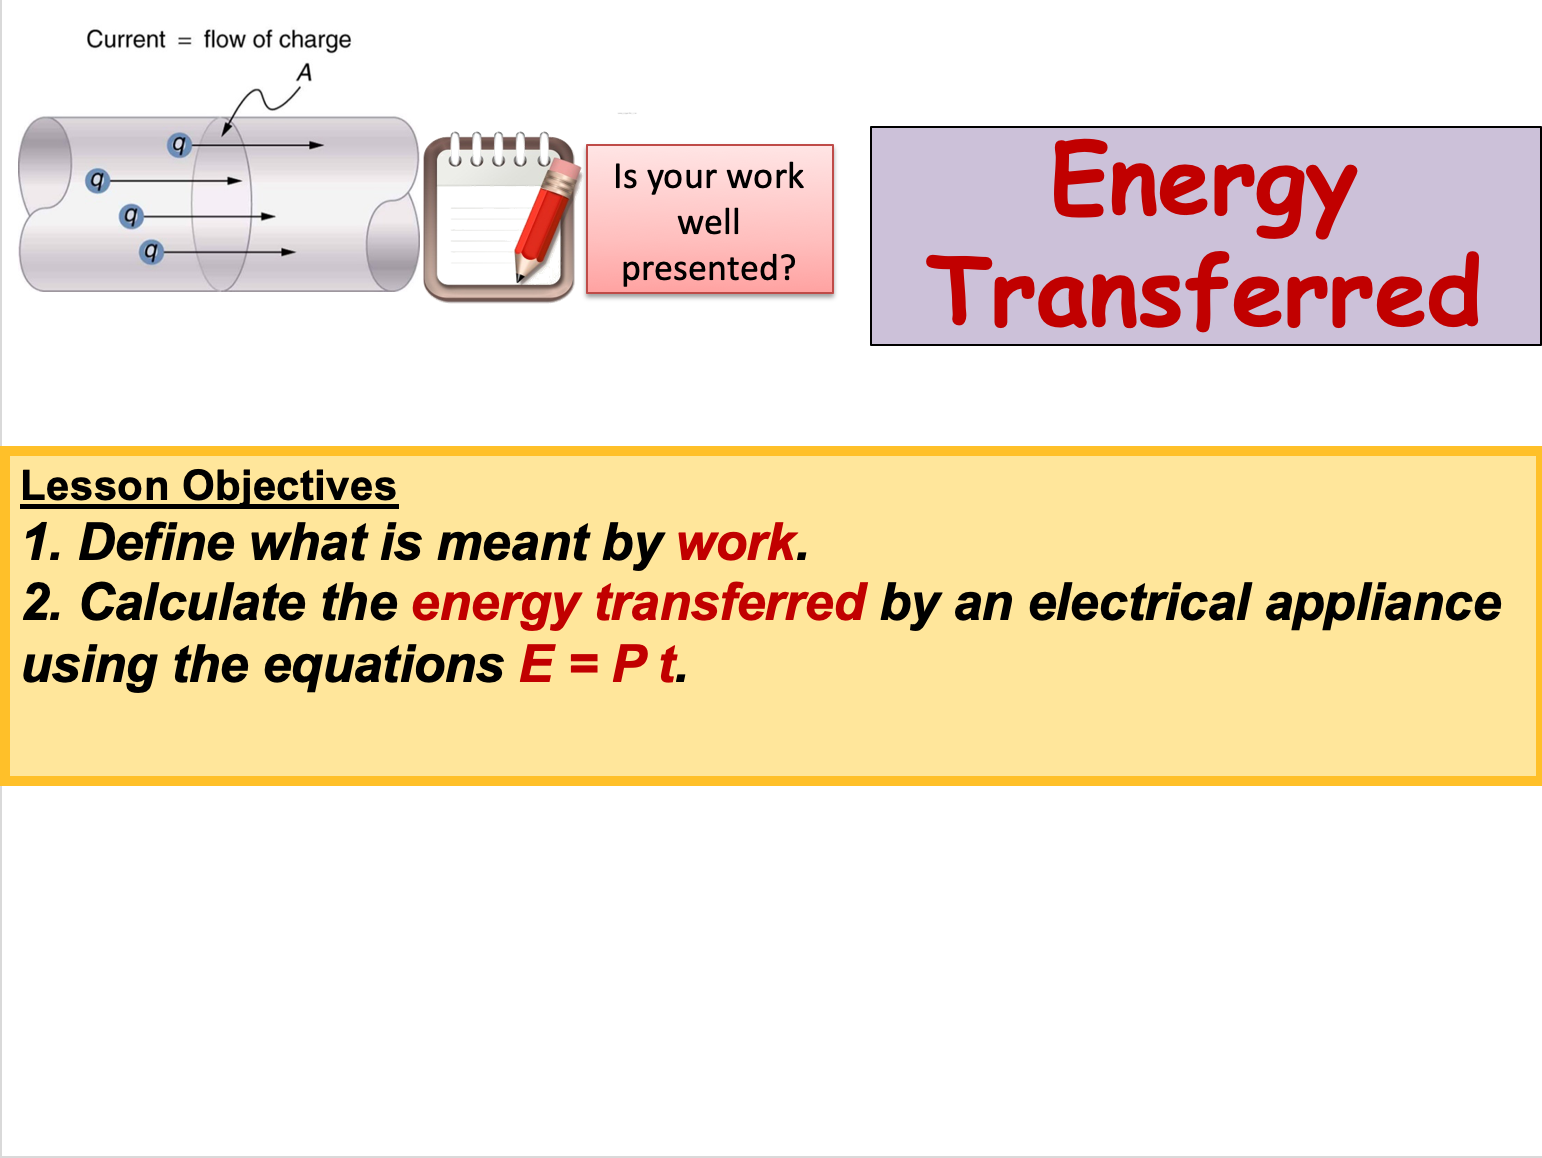 Current = flow of charge
A
q
q
q
q
Is your work
well
presented?
Energy
Transferred
Lesson Objectives
1. Define what is meant by work.
2. Calculate the energy transferred by an electrical appliance
using the equations E = P t.